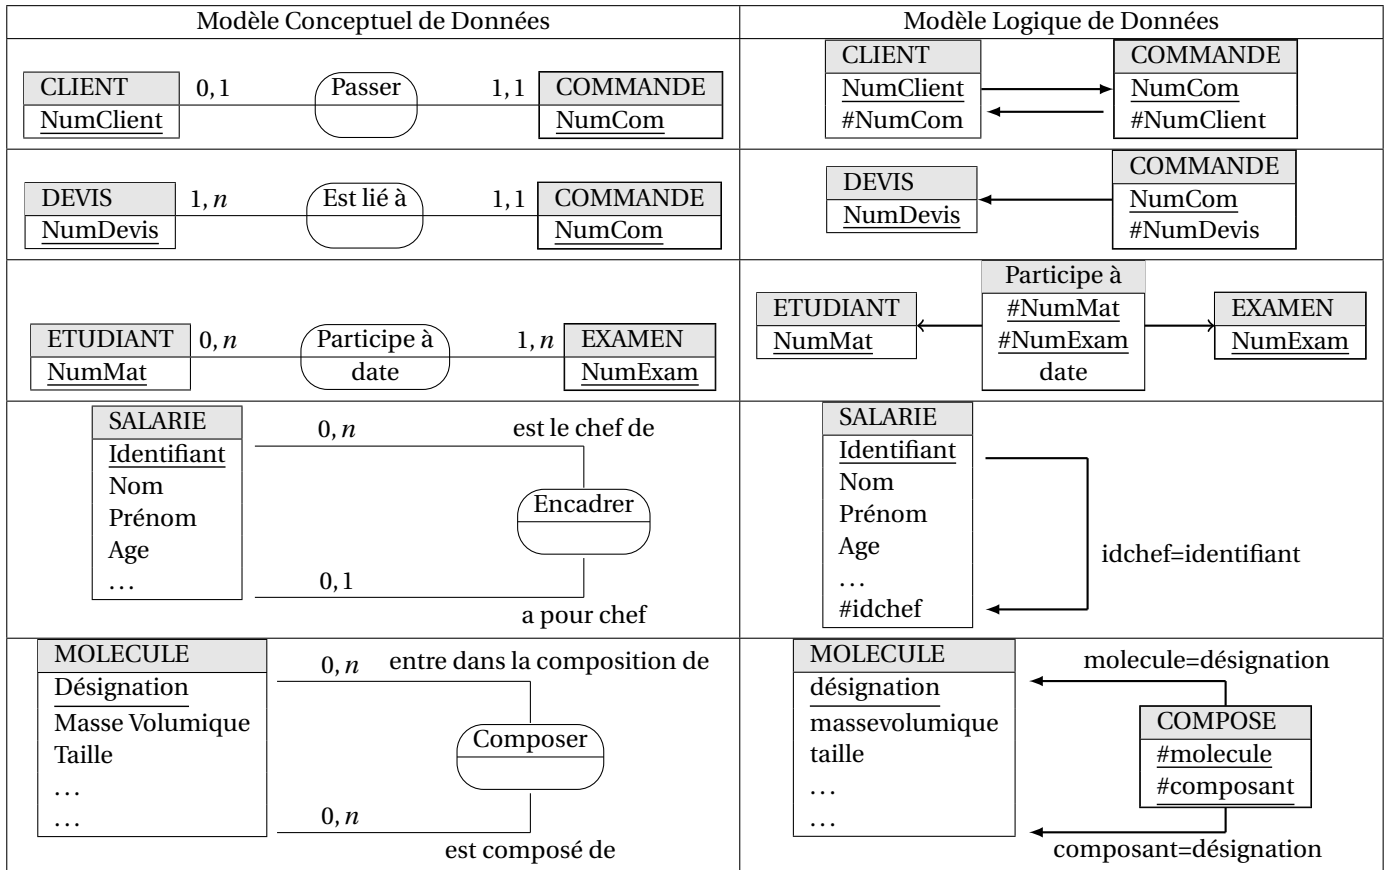 Modèle Conceptuel de Données
Modèle Logique de Données
CLIENT
NumClient
0, 1
Passer
1, 1
COMMANDE
NumCom
CLIENT
NumClient
#NumCom
COMMANDE
NumCom
#NumClient
DEVIS
NumDevis
1, n
Est lié à
1, 1
COMMANDE
NumCom
DEVIS
NumDevis
COMMANDE
NumCom
#NumDevis
ETUDIANT
NumMat
0, n
Participe à
date
1, n
EXAMEN
NumExam
ETUDIANT
NumMat
Participe à
#NumMat
#NumExam
date
EXAMEN
NumExam
SALARIE
Identifiant
Nom
Prénom
Age
...
0, n
est le chef de
Encadrer
0, 1
a pour chef
SALARIE
Identifiant
Nom
Prénom
Age
...
#idchef
idchef=identifiant
MOLECULE
Désignation
Masse Volumique
Taille
...
...
0, n
entre dans la composition de
Composer
0, n
est composé de
MOLECULE
désignation
massevolumique
taille
...
...
molecule=désignation
COMPOSE
#molecule
#composant
composant=désignation